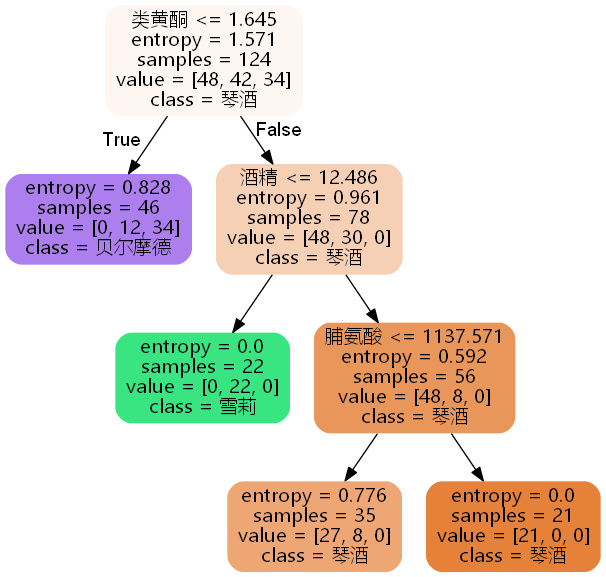 类黄酮 <= 1.645
entropy = 1.571
samples = 124
value = [48, 42, 34]
class = 琴酒
True
False
entropy = 0.828
samples = 46
value = [0, 12, 34]
class = 贝尔摩德
酒精 <= 12.486
entropy = 0.961
samples = 78
value = [48, 30, 0]
class = 琴酒
entropy = 0.0
samples = 22
value = [0, 22, 0]
class = 雪莉
脯氨酸 <= 1137.571
entropy = 0.592
samples = 56
value = [48, 8, 0]
class = 琴酒
entropy = 0.776
samples = 35
value = [27, 8, 0]
class = 琴酒
entropy = 0.0
samples = 21
value = [21, 0, 0]
class = 琴酒